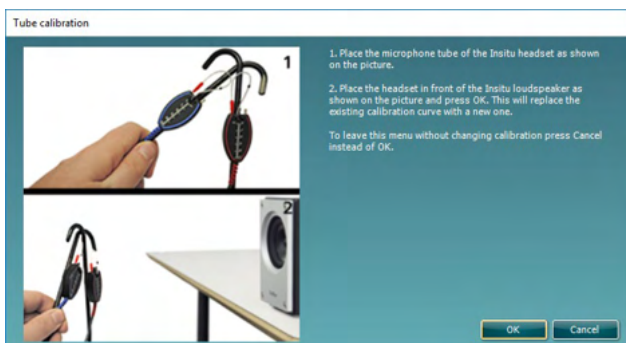 Tube calibration
1
1. Place the microphone tube of the Insitu headset as shown
on the picture.
2. Place the headset in front of the Insitu loudspeaker as
shown on the picture and press OK. This will replace the
existing calibration curve with a new one.
To leave this menu without changing calibration press Cancel
instead of OK.
2
OK
Cancel